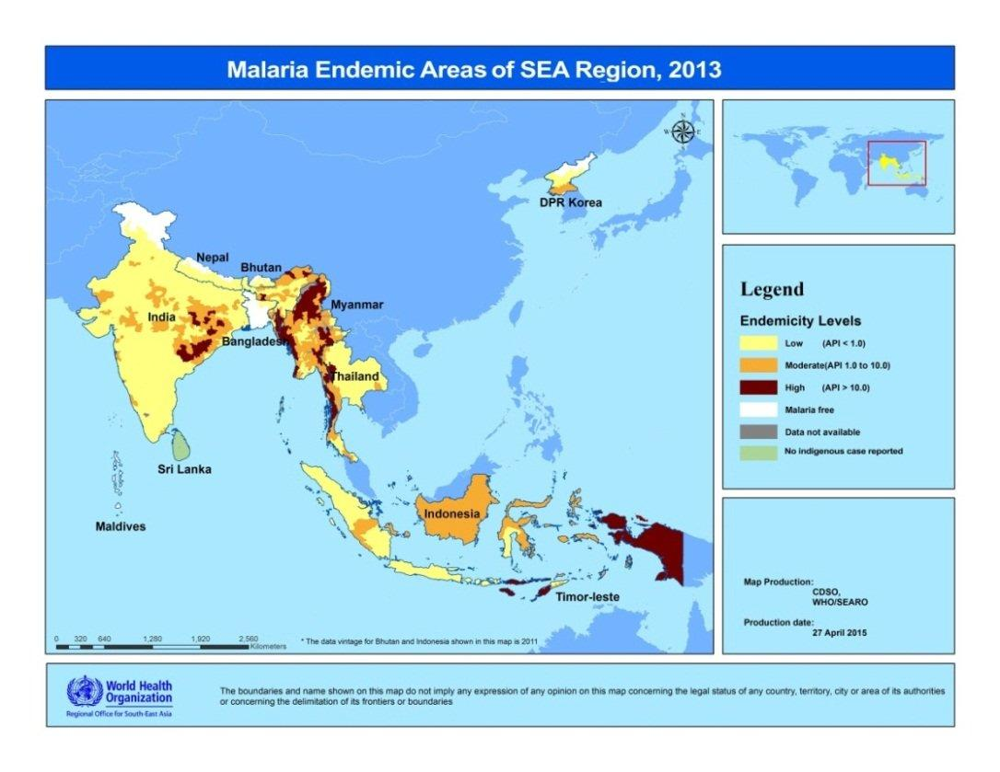 Malaria Endemic Areas of SEA Region, 2013
N
W E
S
DPR Korea
Nepal
Bhutan
Myanmar
India
Bangladesh
Thailand
Sri Lanka
Maldives
Indonesia
Timor-leste
0 320 640 1,280 1,920 2,560
Kilometers
* The data vintage for Bhutan and Indonesia shown in this map is 2011
Legend
Endemicity Levels
Low (API < 1.0)
Moderate(API 1.0 to 10.0)
High (API > 10.0)
Malaria free
Data not available
No indigenous case reported
Map Production:
CDSO,
WHO/SEARO
Production date:
27 April 2015
World Health
Organization
Regional Office for South-East Asia
The boundaries and name shown on this map do not imply any expression of any opinion on this map concerning the legal status of any country, territory, city or area of its authorities
or concerning the delimitation of its frontiers or boundaries